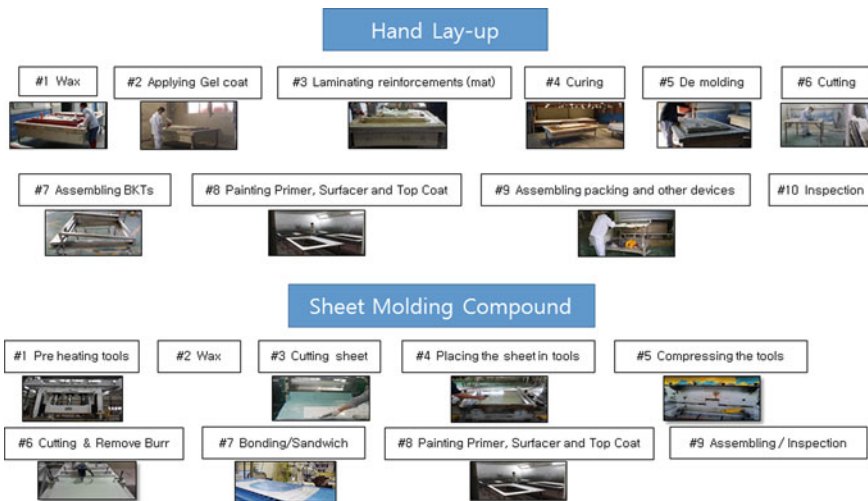 Hand Lay-up
#1 Wax
#2 Applying Gel coat
#3 Laminating reinforcements (mat)
#4 Curing
#5 De molding
#6 Cutting
#7 Assembling BKTs
#8 Painting Primer, Surfacer and Top Coat
#9 Assembling packing and other devices
#10 Inspection
Sheet Molding Compound
#1 Pre heating tools
#2 Wax
#3 Cutting sheet
#4 Placing the sheet in tools
#5 Compressing the tools
#6 Cutting & Remove Burr
#7 Bonding/Sandwich
#8 Painting Primer, Surfacer and Top Coat
#9 Assembling / Inspection